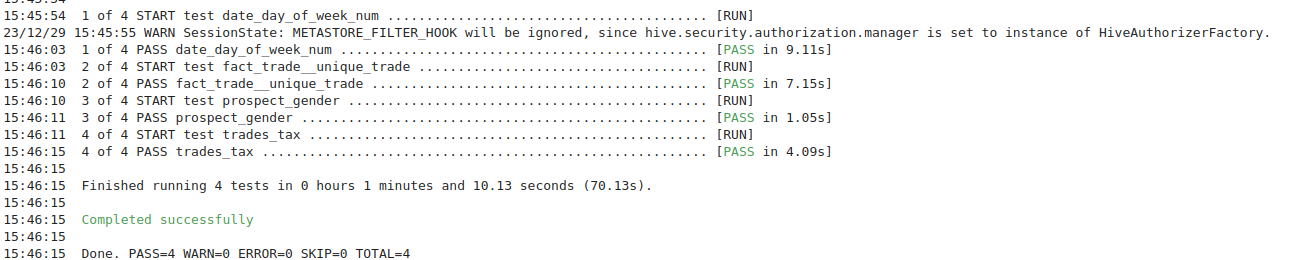 15:45:54  1 of 4 START test date_day_of_week_num ......................................... [RUN]
23/12/29 15:45:55 WARN SessionState: METASTORE_FILTER_HOOK will be ignored, since hive.security.authorization.manager is set to instance of HiveAuthorizerFactory.
15:46:03  1 of 4 PASS date_day_of_week_num ............................................... [PASS in 9.11s]
15:46:03  2 of 4 START test fact_trade__unique_trade ..................................... [RUN]
15:46:10  2 of 4 PASS fact_trade__unique_trade ........................................... [PASS in 7.15s]
15:46:10  3 of 4 START test prospect_gender .............................................. [RUN]
15:46:11  3 of 4 PASS prospect_gender .................................................... [PASS in 1.05s]
15:46:11  4 of 4 START test trades_tax ................................................... [RUN]
15:46:15  4 of 4 PASS trades_tax ......................................................... [PASS in 4.09s]
15:46:15
15:46:15  Finished running 4 tests in 0 hours 1 minutes and 10.13 seconds (70.13s).
15:46:15
15:46:15  Completed successfully
15:46:15
15:46:15  Done. PASS=4 WARN=0 ERROR=0 SKIP=0 TOTAL=4